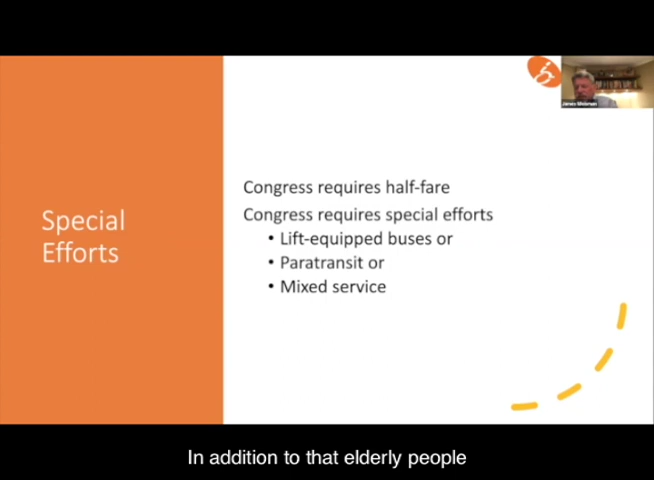 Special
Efforts
Congress requires half-fare
Congress requires special efforts
• Lift-equipped buses or
• Paratransit or
• Mixed service
In addition to that elderly people